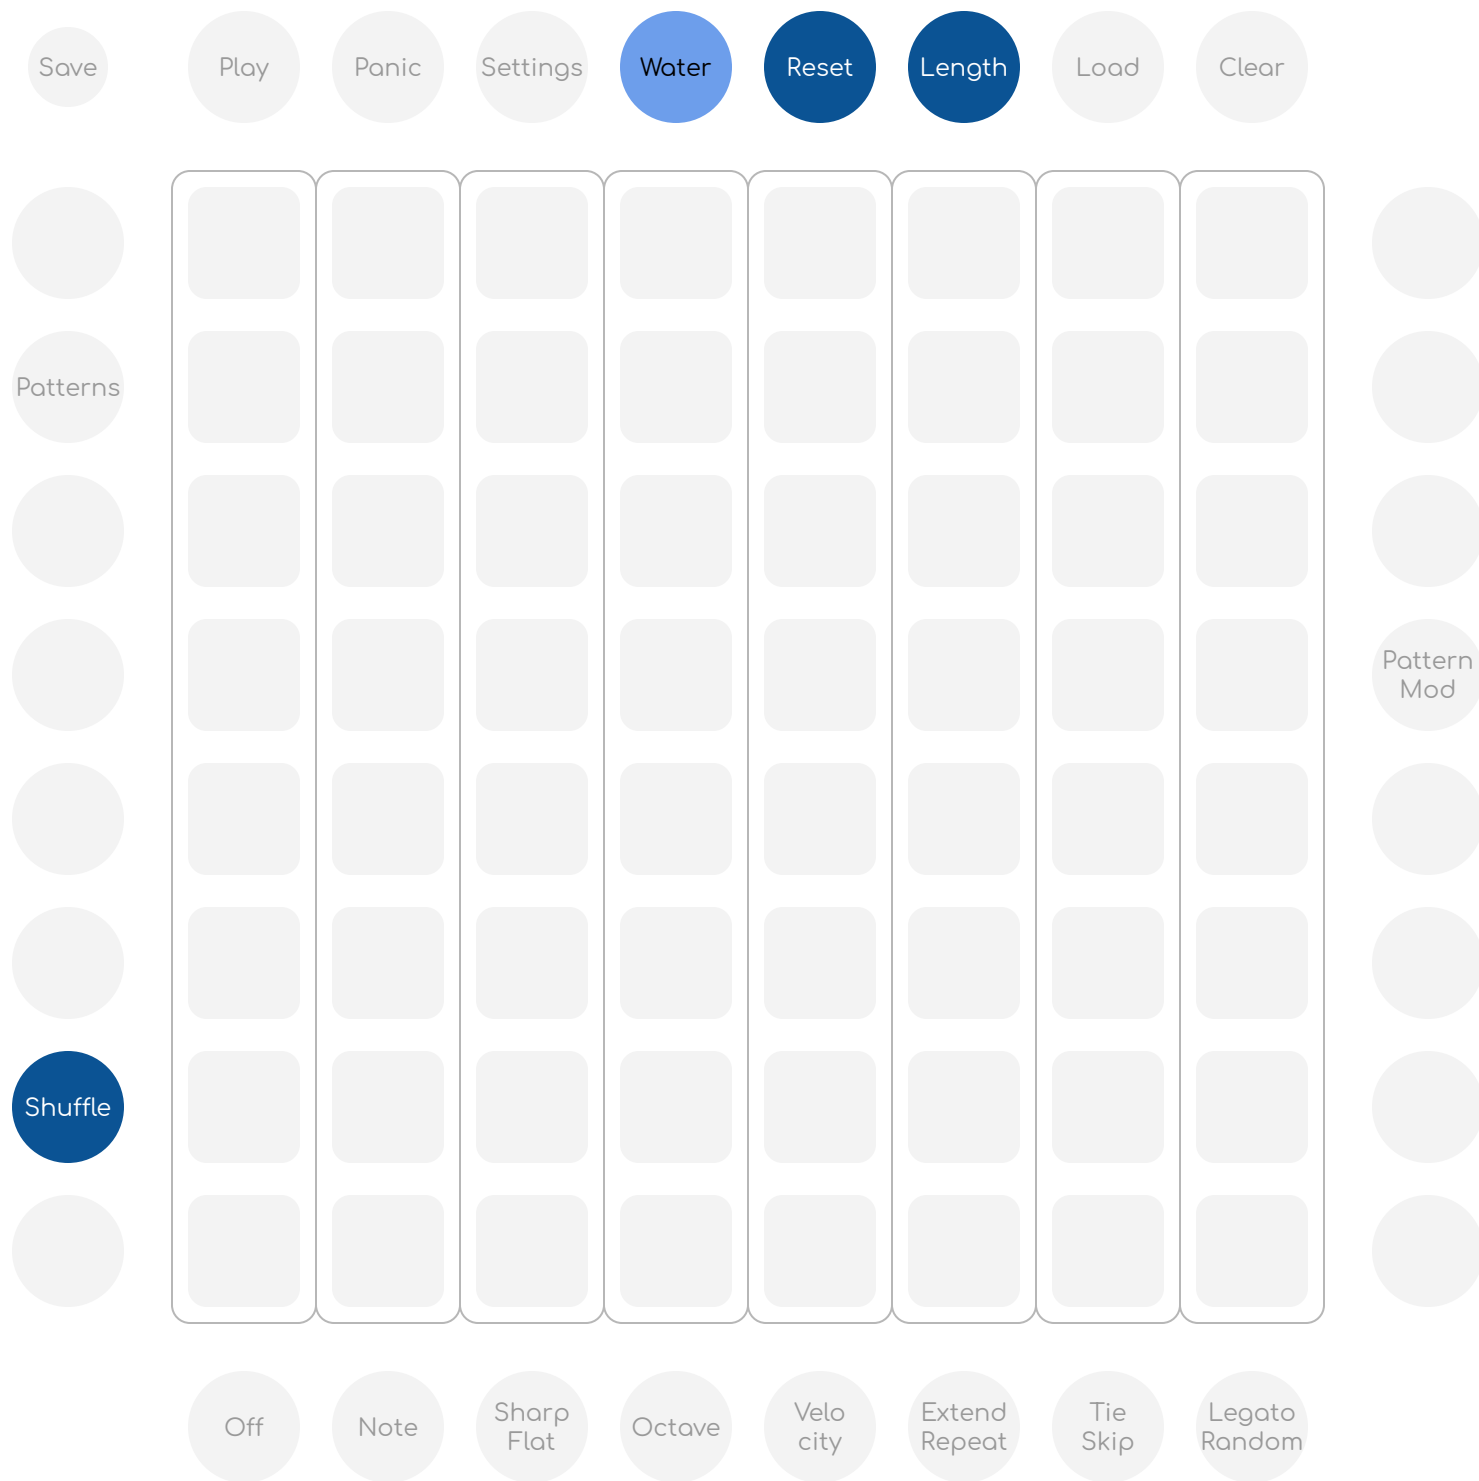 Save
Play
Panic
Settings
Water
Reset
Length
Load
Clear
Patterns
Pattern
Mod
Shuffle
Off
Note
Sharp
Flat
Octave
Velo
city
Extend
Repeat
Tie
Skip
Legato
Random